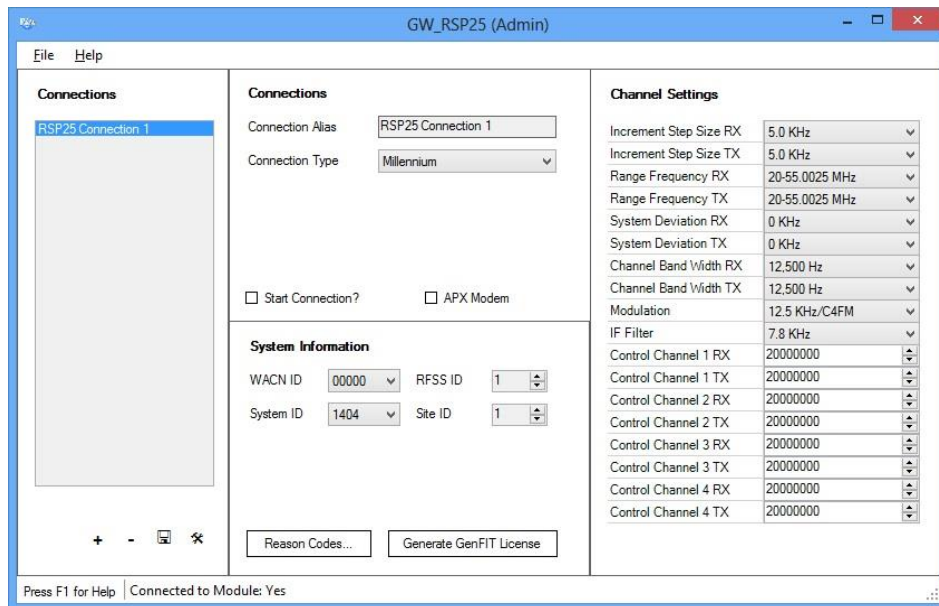 GW_RSP25 (Admin)
File Help
Connections
RSP25 Connection 1
+ -
Connections
Connection Alias RSP25 Connection 1
Connection Type Millennium
Start Connection? APX Modem
System Information
WACN ID 00000 RFSS ID 1
System ID 1404 Site ID 1
Reason Codes... Generate GenFIT License
Channel Settings
Increment Step Size RX 5.0 KHz
Increment Step Size TX 5.0 KHz
Range Frequency RX 20-55.0025 MHz
Range Frequency TX 20-55.0025 MHz
System Deviation RX 0 KHz
System Deviation TX 0 KHz
Channel Band Width RX 12,500 Hz
Channel Band Width TX 12,500 Hz
Modulation 12.5 KHz/C4FM
IF Filter 7.8 KHz
Control Channel 1 RX 20000000
Control Channel 1 TX 20000000
Control Channel 2 RX 20000000
Control Channel 2 TX 20000000
Control Channel 3 RX 20000000
Control Channel 3 TX 20000000
Control Channel 4 RX 20000000
Control Channel 4 TX 20000000
Press F1 for Help Connected to Module: Yes